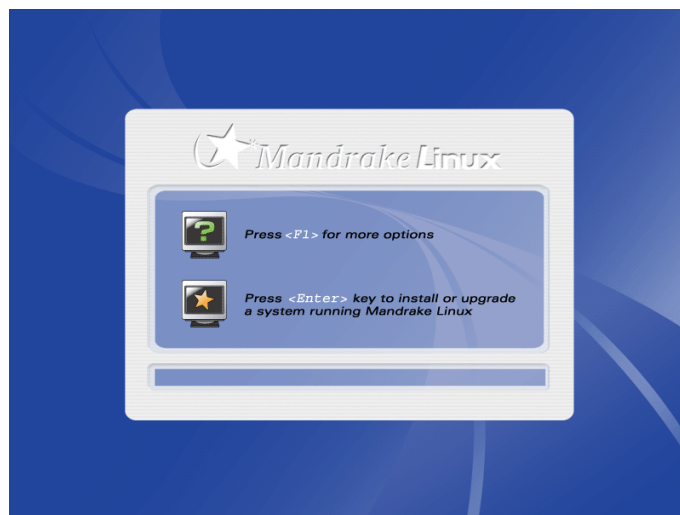 Mandrake Linux
Press <F1> for more options
Press <Enter> key to install or upgrade
a system running Mandrake Linux